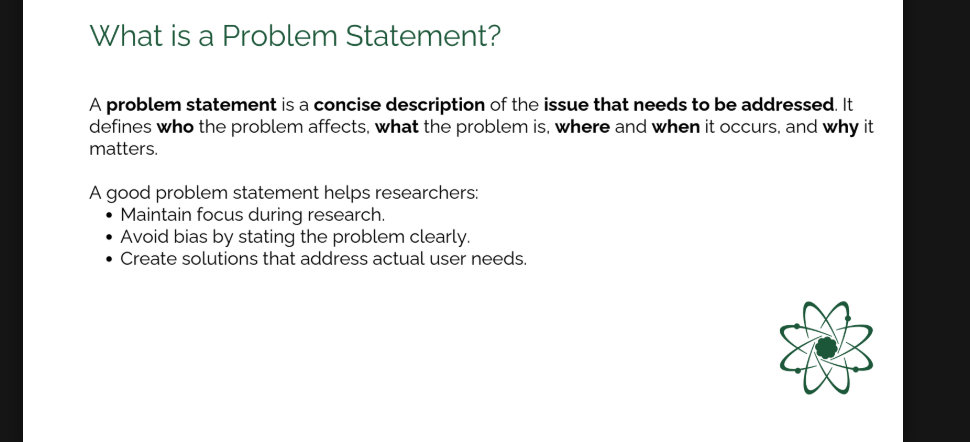 What is a Problem Statement?
A problem statement is a concise description of the issue that needs to be addressed. It
defines who the problem affects, what the problem is, where and when it occurs, and why it
matters.
A good problem statement helps researchers:
• Maintain focus during research.
• Avoid bias by stating the problem clearly.
• Create solutions that address actual user needs.